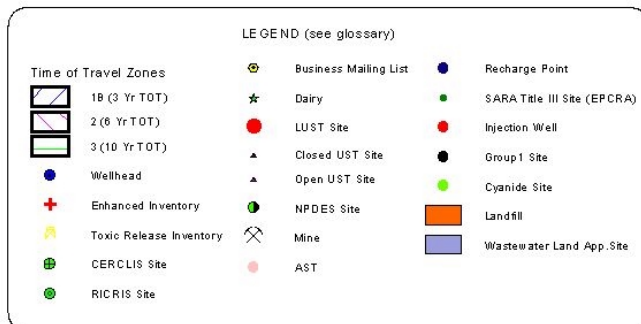 LEGEND (see glossary)
Time of Travel Zones
1B (3 Yr TOT)
2 (6 Yr TOT)
3 (10 Yr TOT)
Wellhead
Enhanced Inventory
Toxic Release Inventory
CERCLIS Site
RICRIS Site
Business Mailing List
Dairy
LUST Site
Closed UST Site
Open UST Site
NPDES Site
Mine
AST
Recharge Point
SARA Title III Site (EPCRA)
Injection Well
Group1 Site
Cyanide Site
Landfill
Wastewater Land App.Site